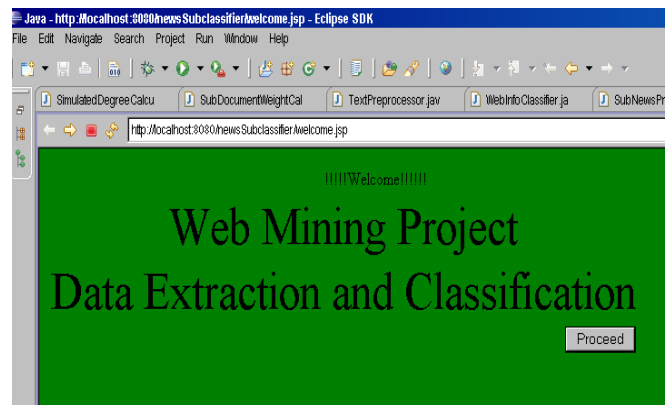 Java - http://localhost:8080/newsSubclassifier/welcome.jsp - Eclipse SDK
File Edit Navigate Search Project Run Window Help
SimulatedDegreeCalcu SubDocumentWeightCal TextPreprocessor.jav WebInfoClassifier.ja SubNewsPr
http://localhost:8080/newsSubclassifier/welcome.jsp
!!!!!Welcome!!!!!!
Web Mining Project
Data Extraction and Classification
Proceed